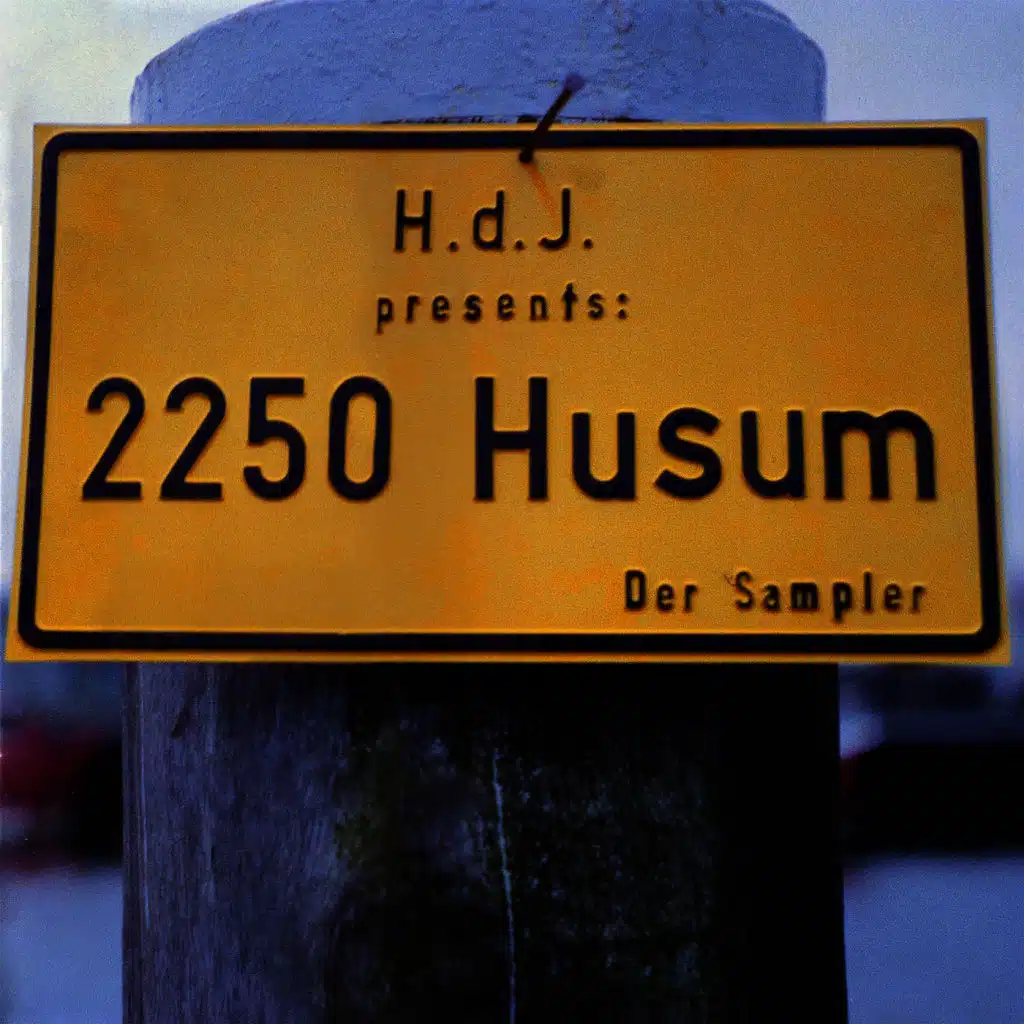 H.d.J.
presents:
2250 Husum
Der Sampler